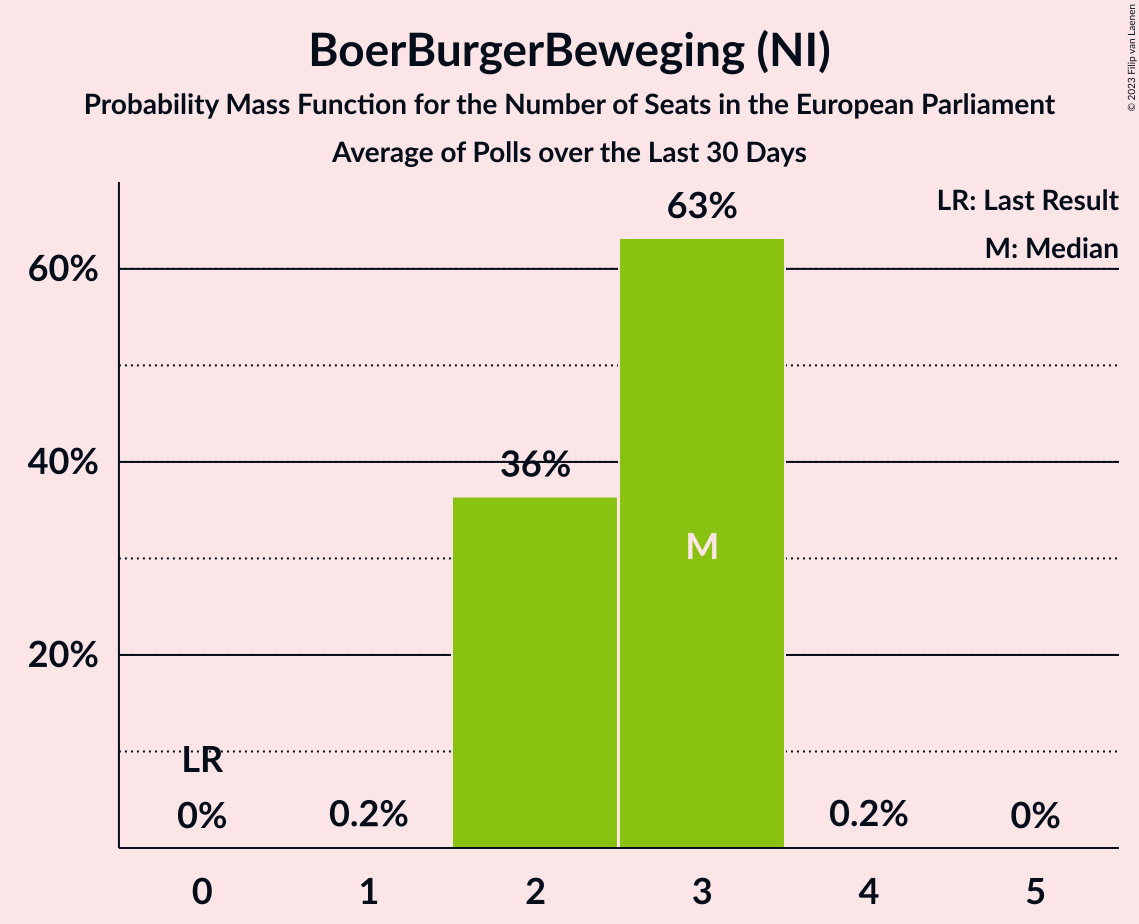 BoerBurgerBeweging (NI)
Probability Mass Function for the Number of Seats in the European Parliament
Average of Polls over the Last 30 Days
© 2023 Filip van Laenen
LR: Last Result
M: Median
63%
60%
40%
36%
M
20%
LR
0%
0.2%
0.2%
0%
0 1 2 3 4 5